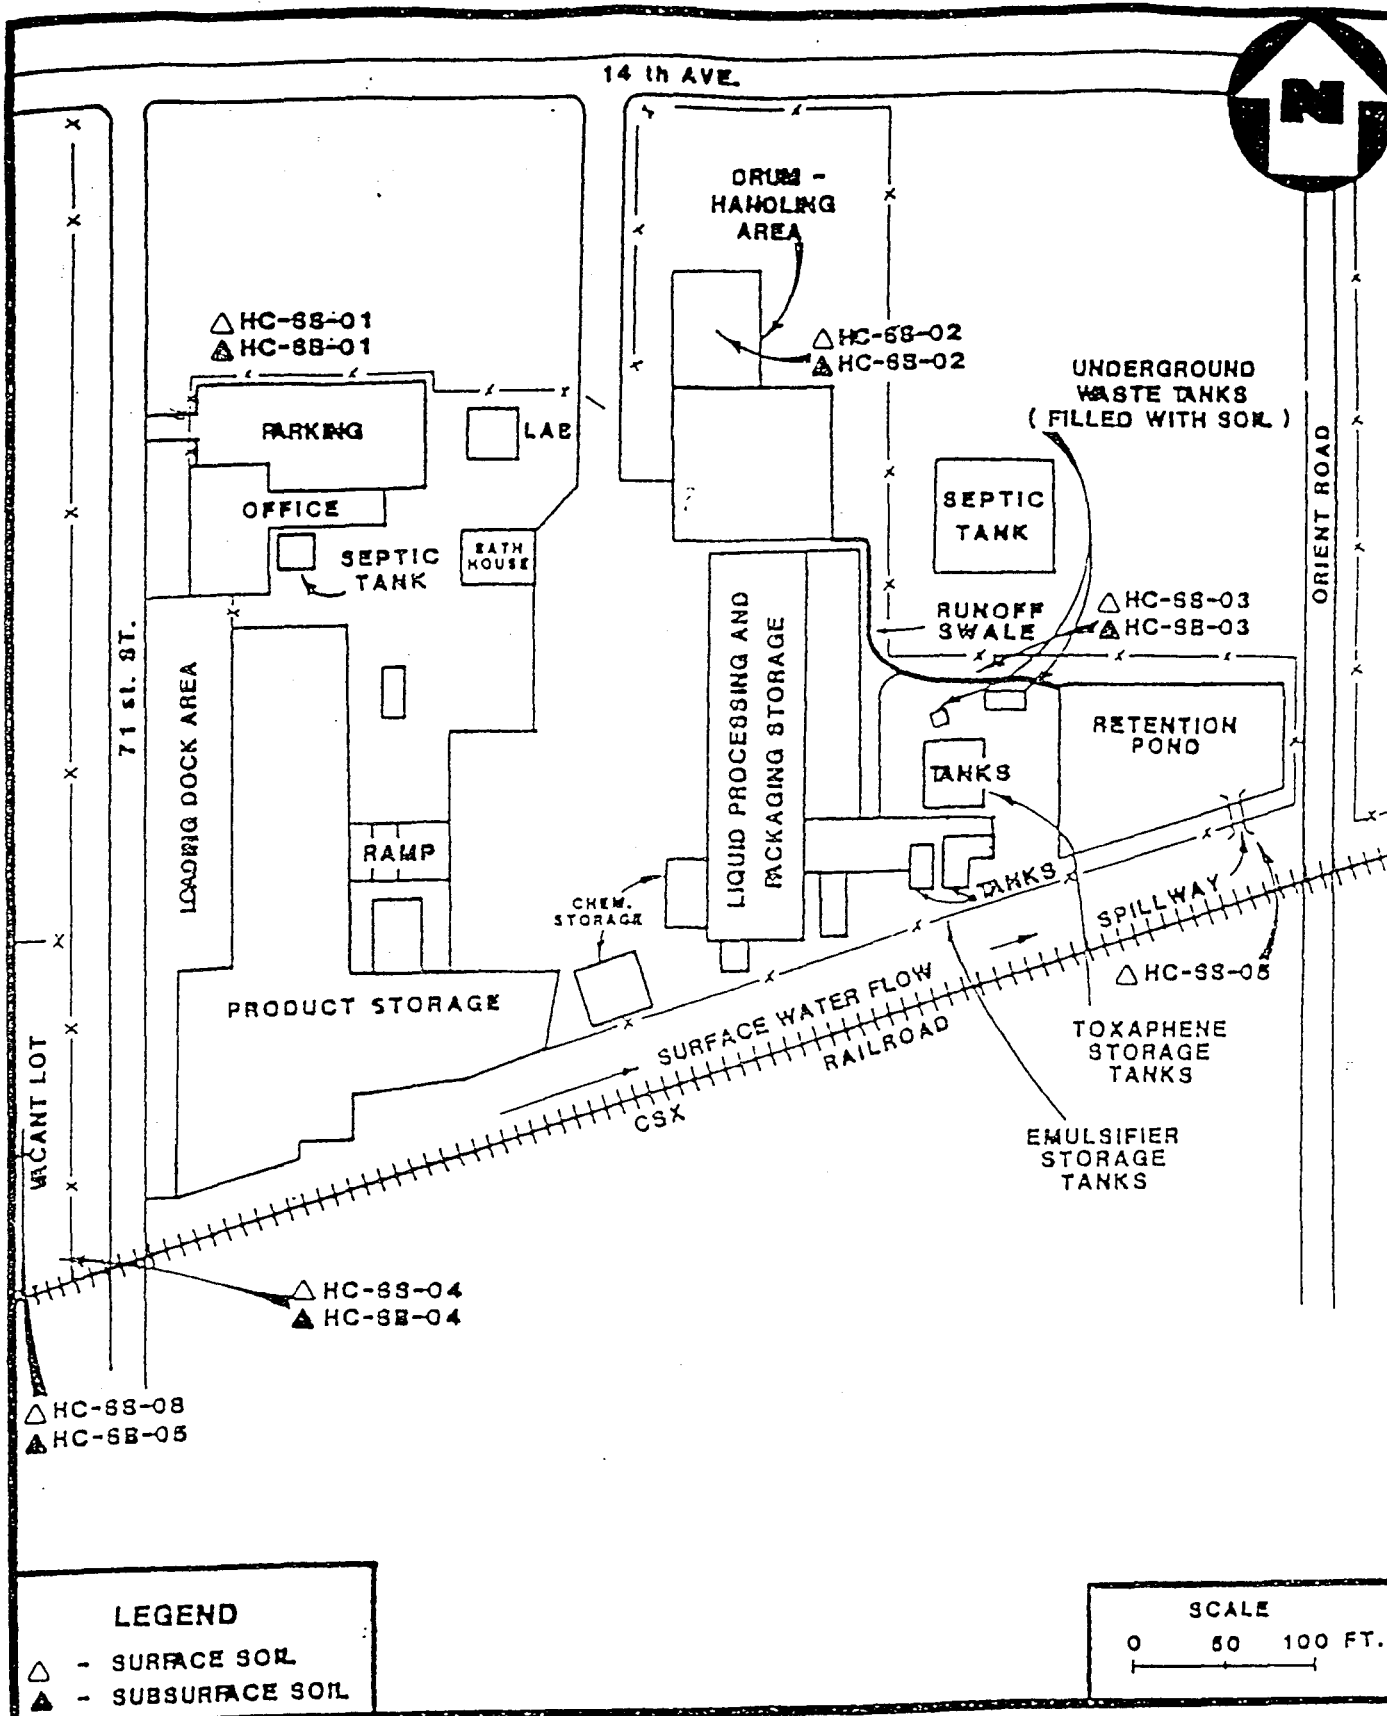 14 th AVE.
N
DRUM -
HANDLING
AREA
△ HC-SS-01
▲ HC-SB-01
△ HC-SS-02
▲ HC-SB-02
UNDERGROUND
WASTE TANKS
( FILLED WITH SOIL )
PARKING
LAB
OFFICE
SEPTIC
TANK
BATH
HOUSE
SEPTIC
TANK
ORIENT ROAD
RUNOFF
SWALE
△ HC-SS-03
▲ HC-SB-03
71 st. ST.
LOADING DOCK AREA
LIQUID PROCESSING AND
PACKAGING STORAGE
RETENTION
POND
TANKS
RAMP
TANKS
CHEM.
STORAGE
SPILLWAY
△ HC-SS-05
PRODUCT STORAGE
SURFACE WATER FLOW
RAILROAD
CSX
TOXAPHENE
STORAGE
TANKS
VACANT LOT
EMULSIFIER
STORAGE
TANKS
△ HC-SS-04
▲ HC-SB-04
△ HC-SS-08
▲ HC-SB-05
LEGEND
△ - SURFACE SOIL
▲ - SUBSURFACE SOIL
SCALE
0 50 100 FT.